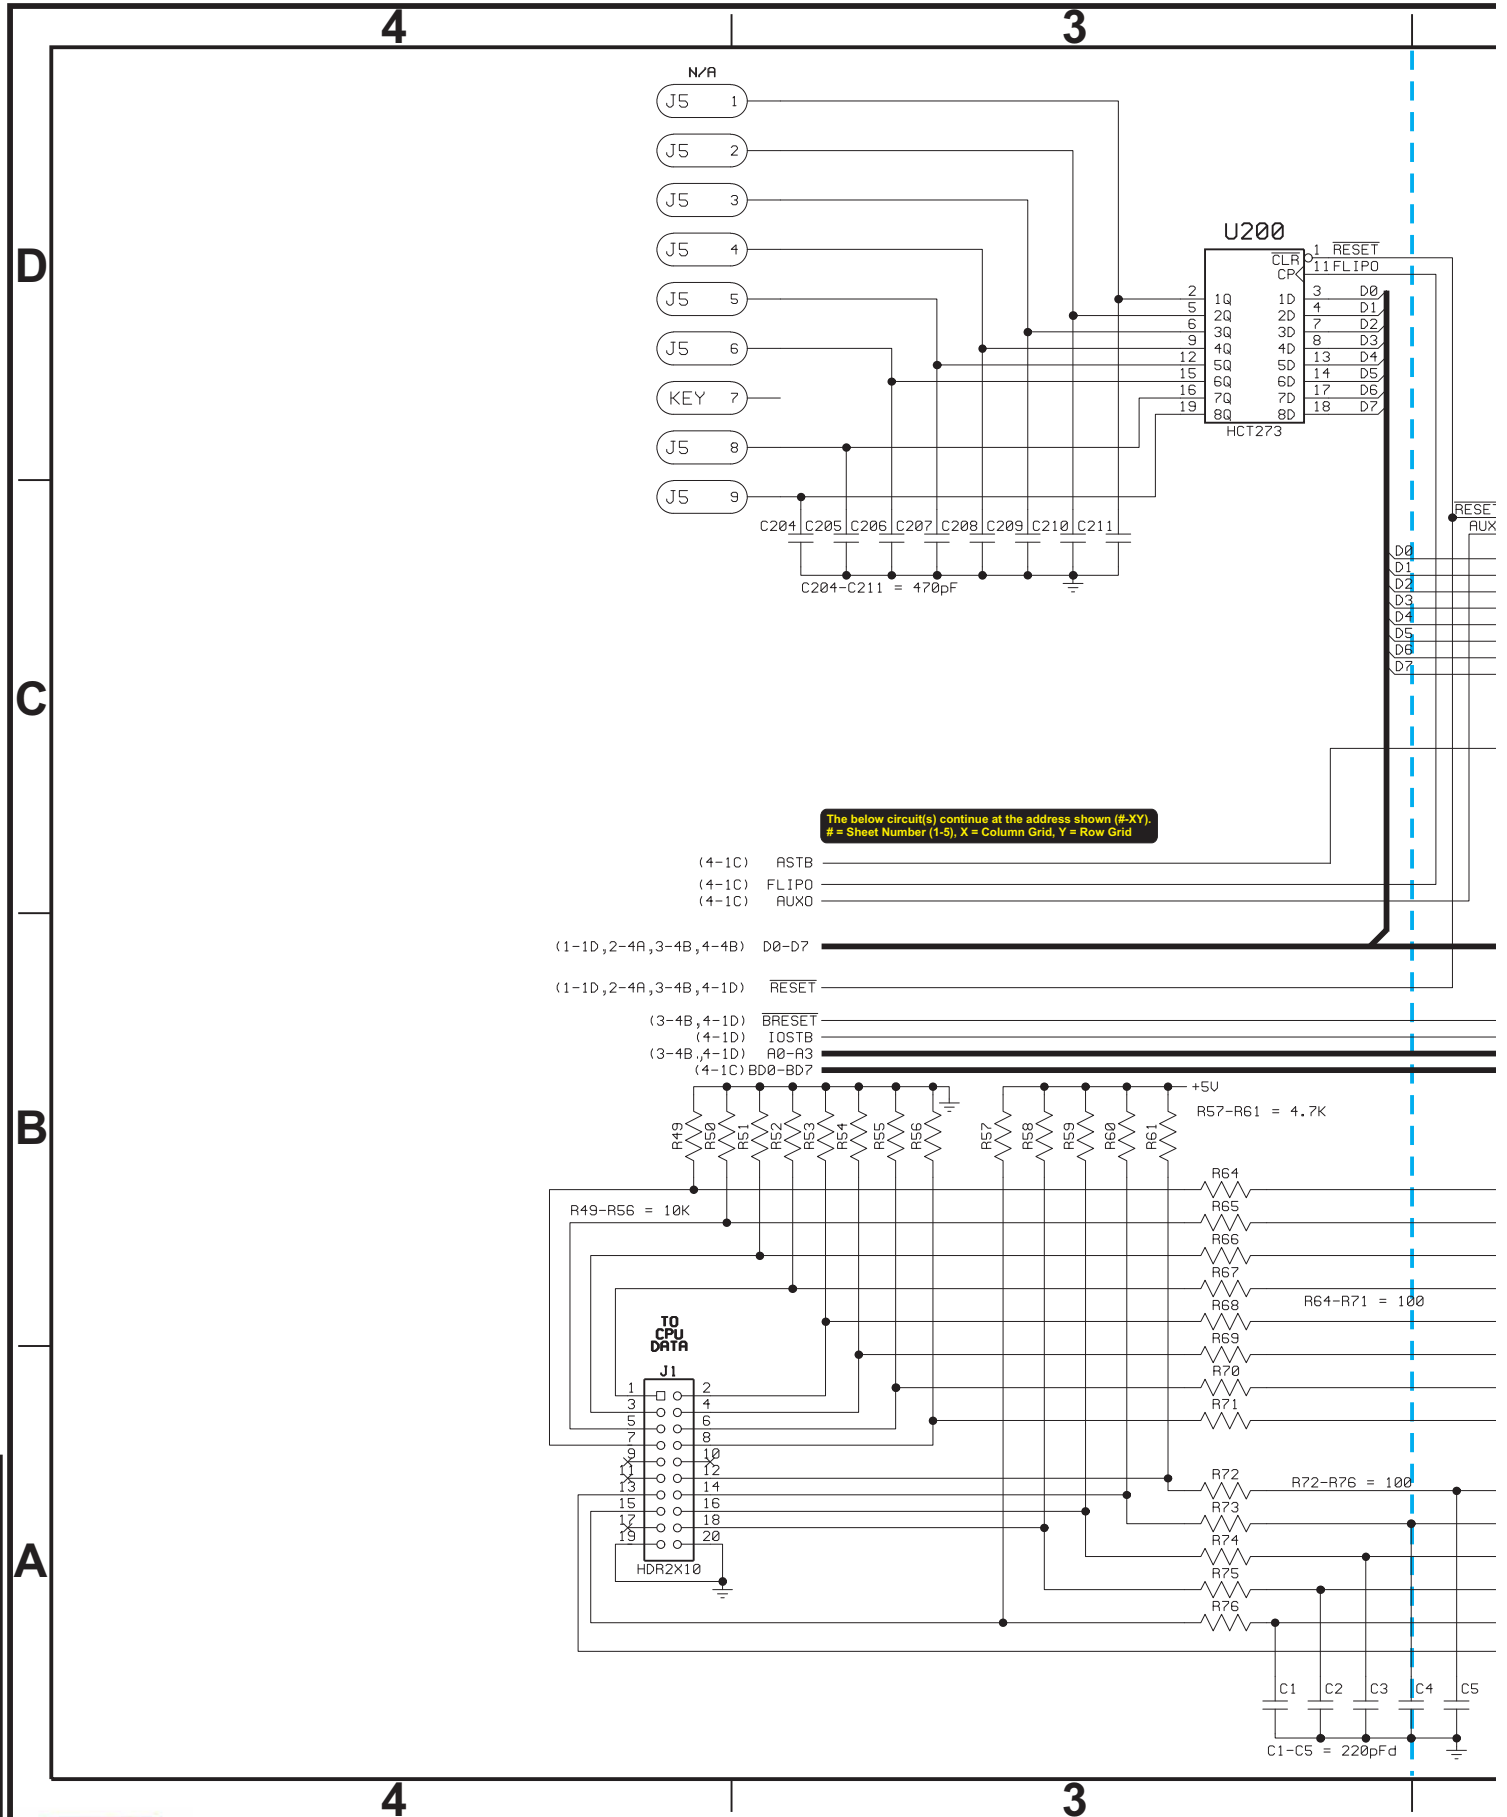 4 3
N/A
J5 1
J5 2
J5 3
J5 4
J5 5
J5 6
KEY 7
J5 8
J5 9
D
U200
CLR 1 RESET
CP 11 FLIPO
2 1Q 1D 3 D0
5 2Q 2D 4 D1
6 3Q 3D 7 D2
9 4Q 4D 8 D3
12 5Q 5D 13 D4
15 6Q 6D 14 D5
16 7Q 7D 17 D6
19 8Q 8D 18 D7
HCT273
RESET
AUX
C204 C205 C206 C207 C208 C209 C210 C211
C204-C211 = 470pF
D0
D1
D2
D3
D4
D5
D6
D7
C
The below circuit(s) continue at the address shown (#-XY).
# = Sheet Number (1-5), X = Column Grid, Y = Row Grid
(4-1C) ASTB
(4-1C) FLIPO
(4-1C) AUXO
(1-1D,2-4A,3-4B,4-4B) D0-D7
(1-1D,2-4A,3-4B,4-1D) RESET
(3-4B,4-1D) BRESET
(4-1D) IOSTB
(3-4B,4-1D) A0-A3
(4-1C) BD0-BD7
B
+5V
R57-R61 = 4.7K
R49 R50 R51 R52 R53 R54 R55 R56 R57 R58 R59 R60 R61
R49-R56 = 10K
R64
R65
R66
R67
R64-R71 = 100
R68
R69
R70
R71
TO
CPU
DATA
J1
1 2
3 4
5 6
7 8
9 10
11 12
13 14
15 16
17 18
19 20
HDR2X10
A
R72
R72-R76 = 100
R73
R74
R75
R76
C1 C2 C3 C4 C5
C1-C5 = 220pFd
4 3